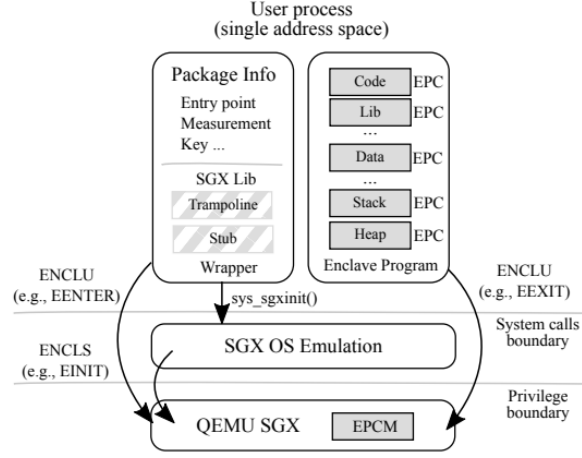 User process
(single address space)
Package Info
Entry point
Measurement
Key ...
SGX Lib
Trampoline
Stub
Wrapper
Code EPC
Lib EPC
...
Data EPC
...
Stack EPC
Heap EPC
Enclave Program
ENCLU
(e.g., EENTER)
sys_sgxinit()
ENCLU
(e.g., EEXIT)
System calls
boundary
SGX OS Emulation
ENCLS
(e.g., EINIT)
Privilege
boundary
QEMU SGX EPCM